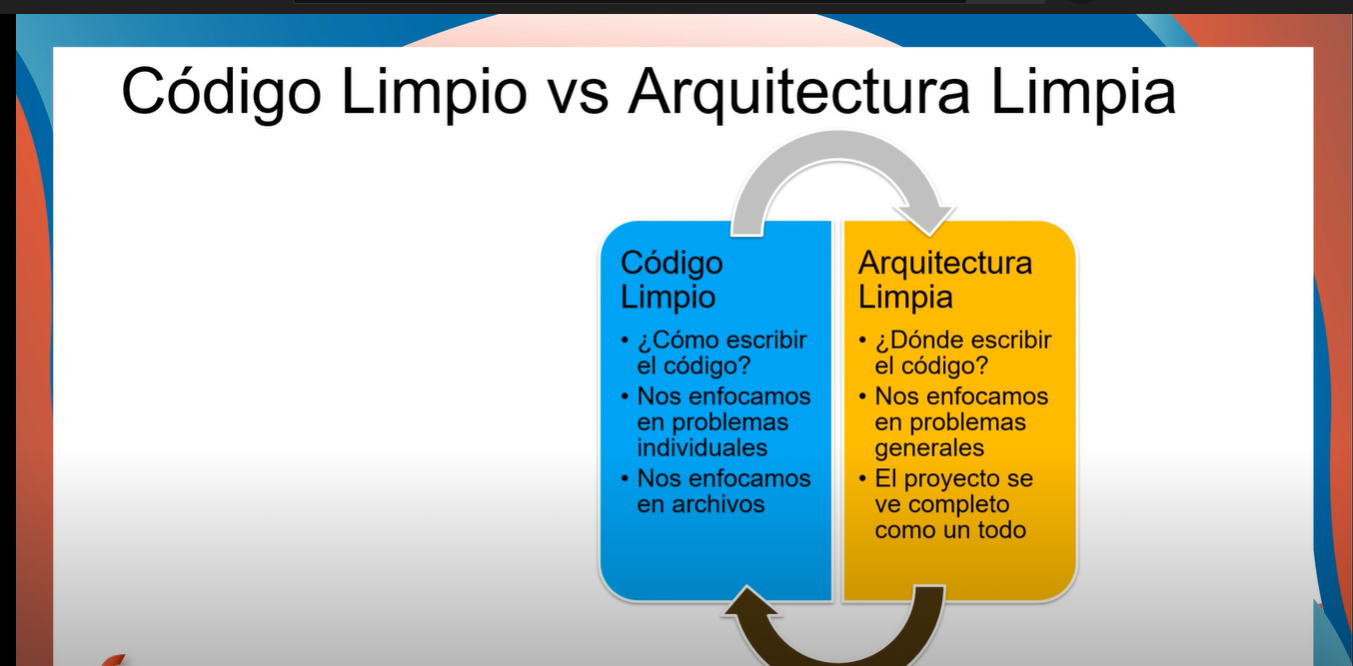 Código Limpio vs Arquitectura Limpia
Código
Limpio
• ¿Cómo escribir
el código?
• Nos enfocamos
en problemas
individuales
• Nos enfocamos
en archivos
Arquitectura
Limpia
• ¿Dónde escribir
el código?
• Nos enfocamos
en problemas
generales
• El proyecto se
ve completo
como un todo